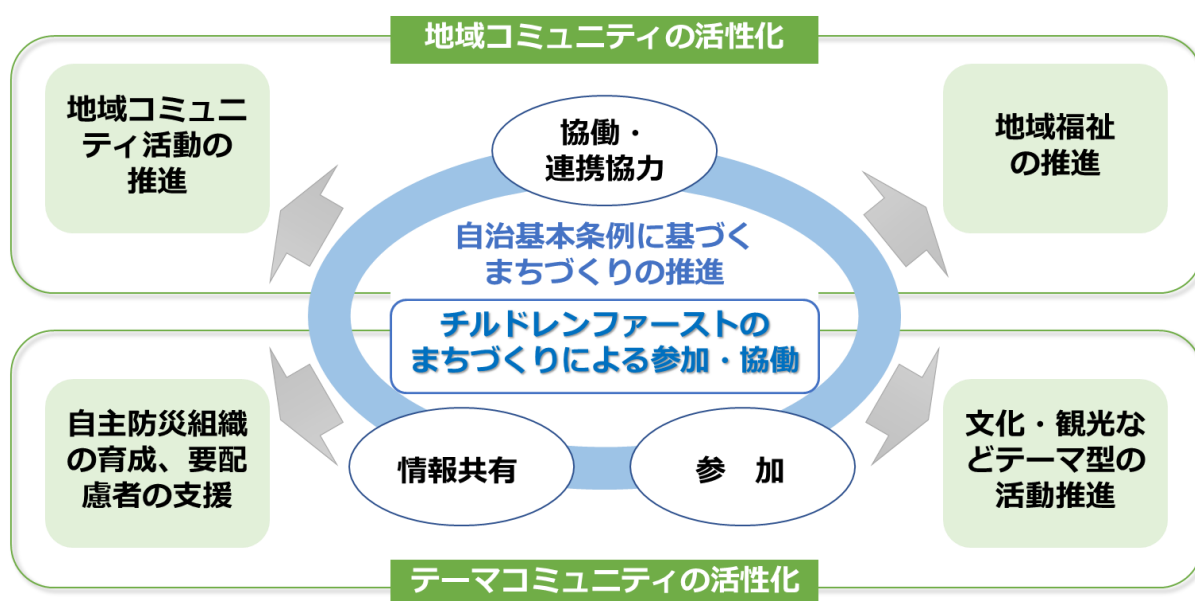 地域コミュニティの活性化
地域コミュニ
ティ活動の
推進
協働・
連携協力
地域福祉
の推進
自治基本条例に基づく
まちづくりの推進
チルドレンファーストの
まちづくりによる参加・協働
自主防災組織
の育成、要配
慮者の支援
情報共有
参　加
文化・観光な
どテーマ型の
活動推進
テーマコミュニティの活性化